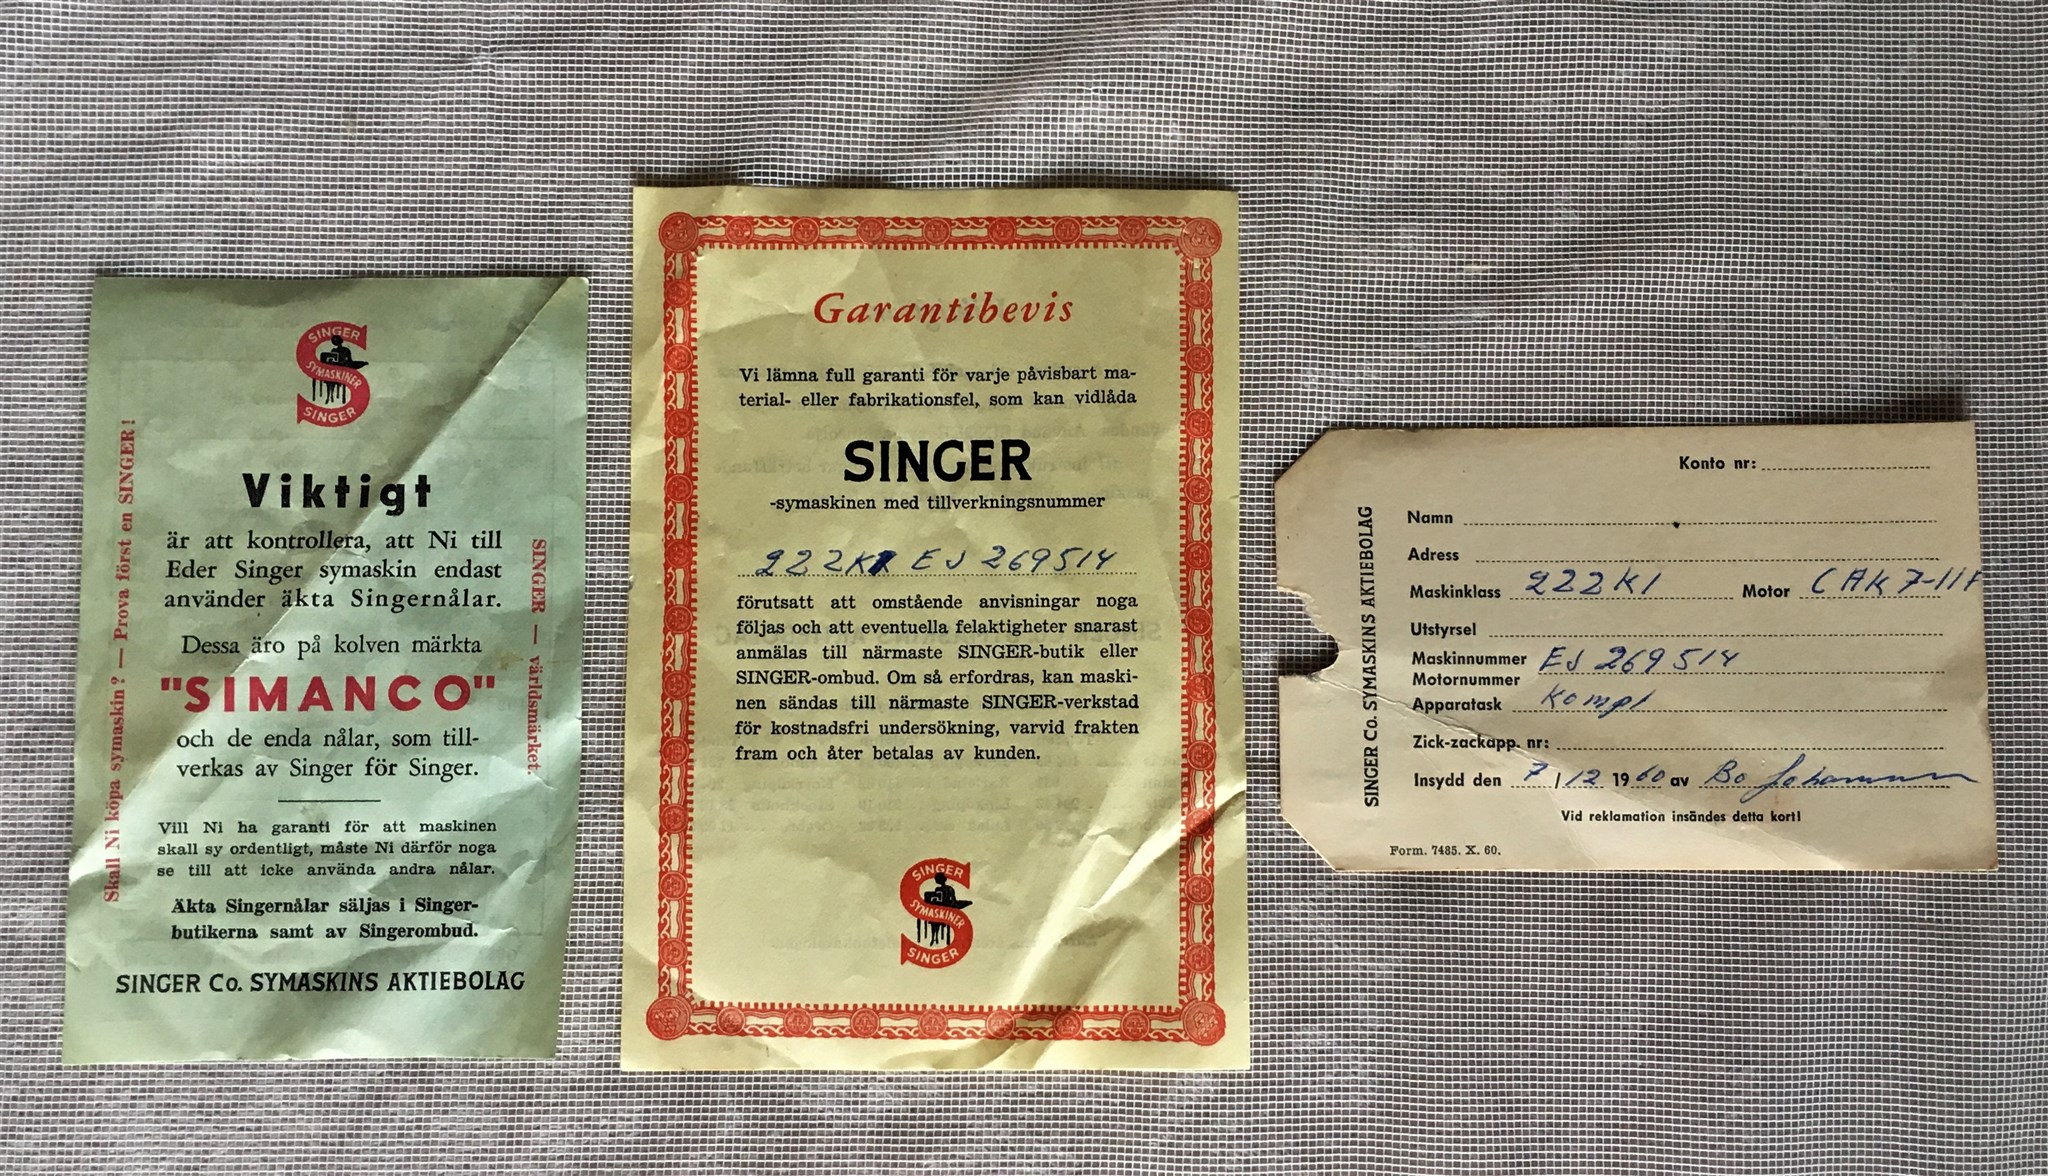 SINGER
SYMASKINER
SINGER
Viktigt
är att kontrollera, att Ni till
Eder Singer symaskin endast
använder äkta Singernålar.
Dessa äro på kolven märkta
"SIMANCO"
och de enda nålar, som till-
verkas av Singer för Singer.
Vill Ni ha garanti för att maskinen
skall sy ordentligt, måste Ni därför noga
se till att icke använda andra nålar.
Äkta Singernålar säljas i Singer-
butikerna samt av Singerombud.
SINGER Co. SYMASKINS AKTIEBOLAG
Skall Ni köpa symaskin? — Prova först en SINGER!
SINGER — världsmärket.
Garantibevis
Vi lämna full garanti för varje påvisbart ma-
terial- eller fabrikationsfel, som kan vidlåda
SINGER
-symaskinen med tillverkningsnummer
222K1 EJ 269514
förutsatt att omstående anvisningar noga
följas och att eventuella felaktigheter snarast
anmälas till närmaste SINGER-butik eller
SINGER-ombud. Om så erfordras, kan maski-
nen sändas till närmaste SINGER-verkstad
för kostnadsfri undersökning, varvid frakten
fram och åter betalas av kunden.
SINGER
SYMASKINER
SINGER
SINGER Co. SYMASKINS AKTIEBOLAG
Konto nr:
Namn
Adress
Maskinklass 222K1 Motor CAK7-11F
Utstyrsel
Maskinnummer EJ 269514
Motornummer
Apparatask Kompl
Zick-zackapp. nr:
Insydd den 7/12 1960 av Bo Johansson
Vid reklamation insändes detta kort!
Form. 7485. X. 60.